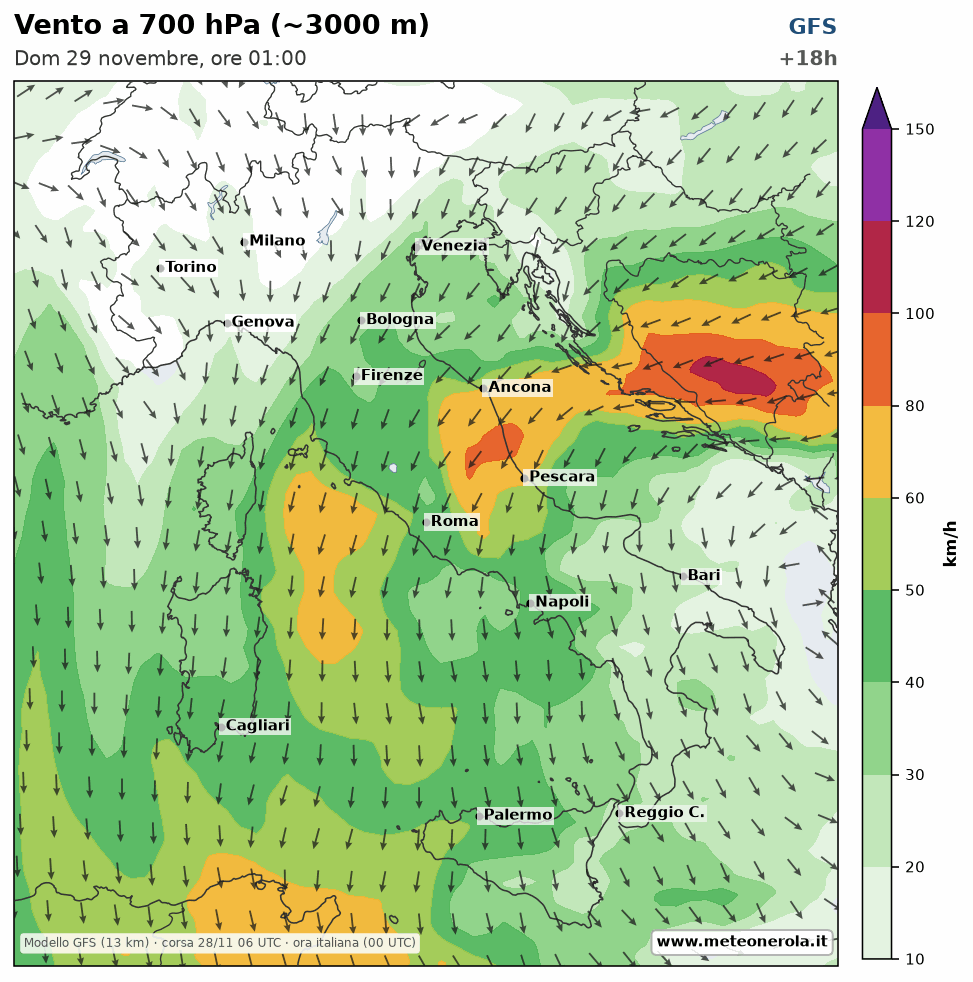 Vento a 700 hPa (~3000 m)
GFS
Dom 29 novembre, ore 01:00
+18h
Milano
Venezia
Torino
Genova
Bologna
Firenze
Ancona
Pescara
Roma
Bari
Napoli
Cagliari
Palermo
Reggio C.
150
120
100
80
60
50
40
30
20
10
km/h
Modello GFS (13 km) · corsa 28/11 06 UTC · ora italiana (00 UTC)
www.meteonerola.it